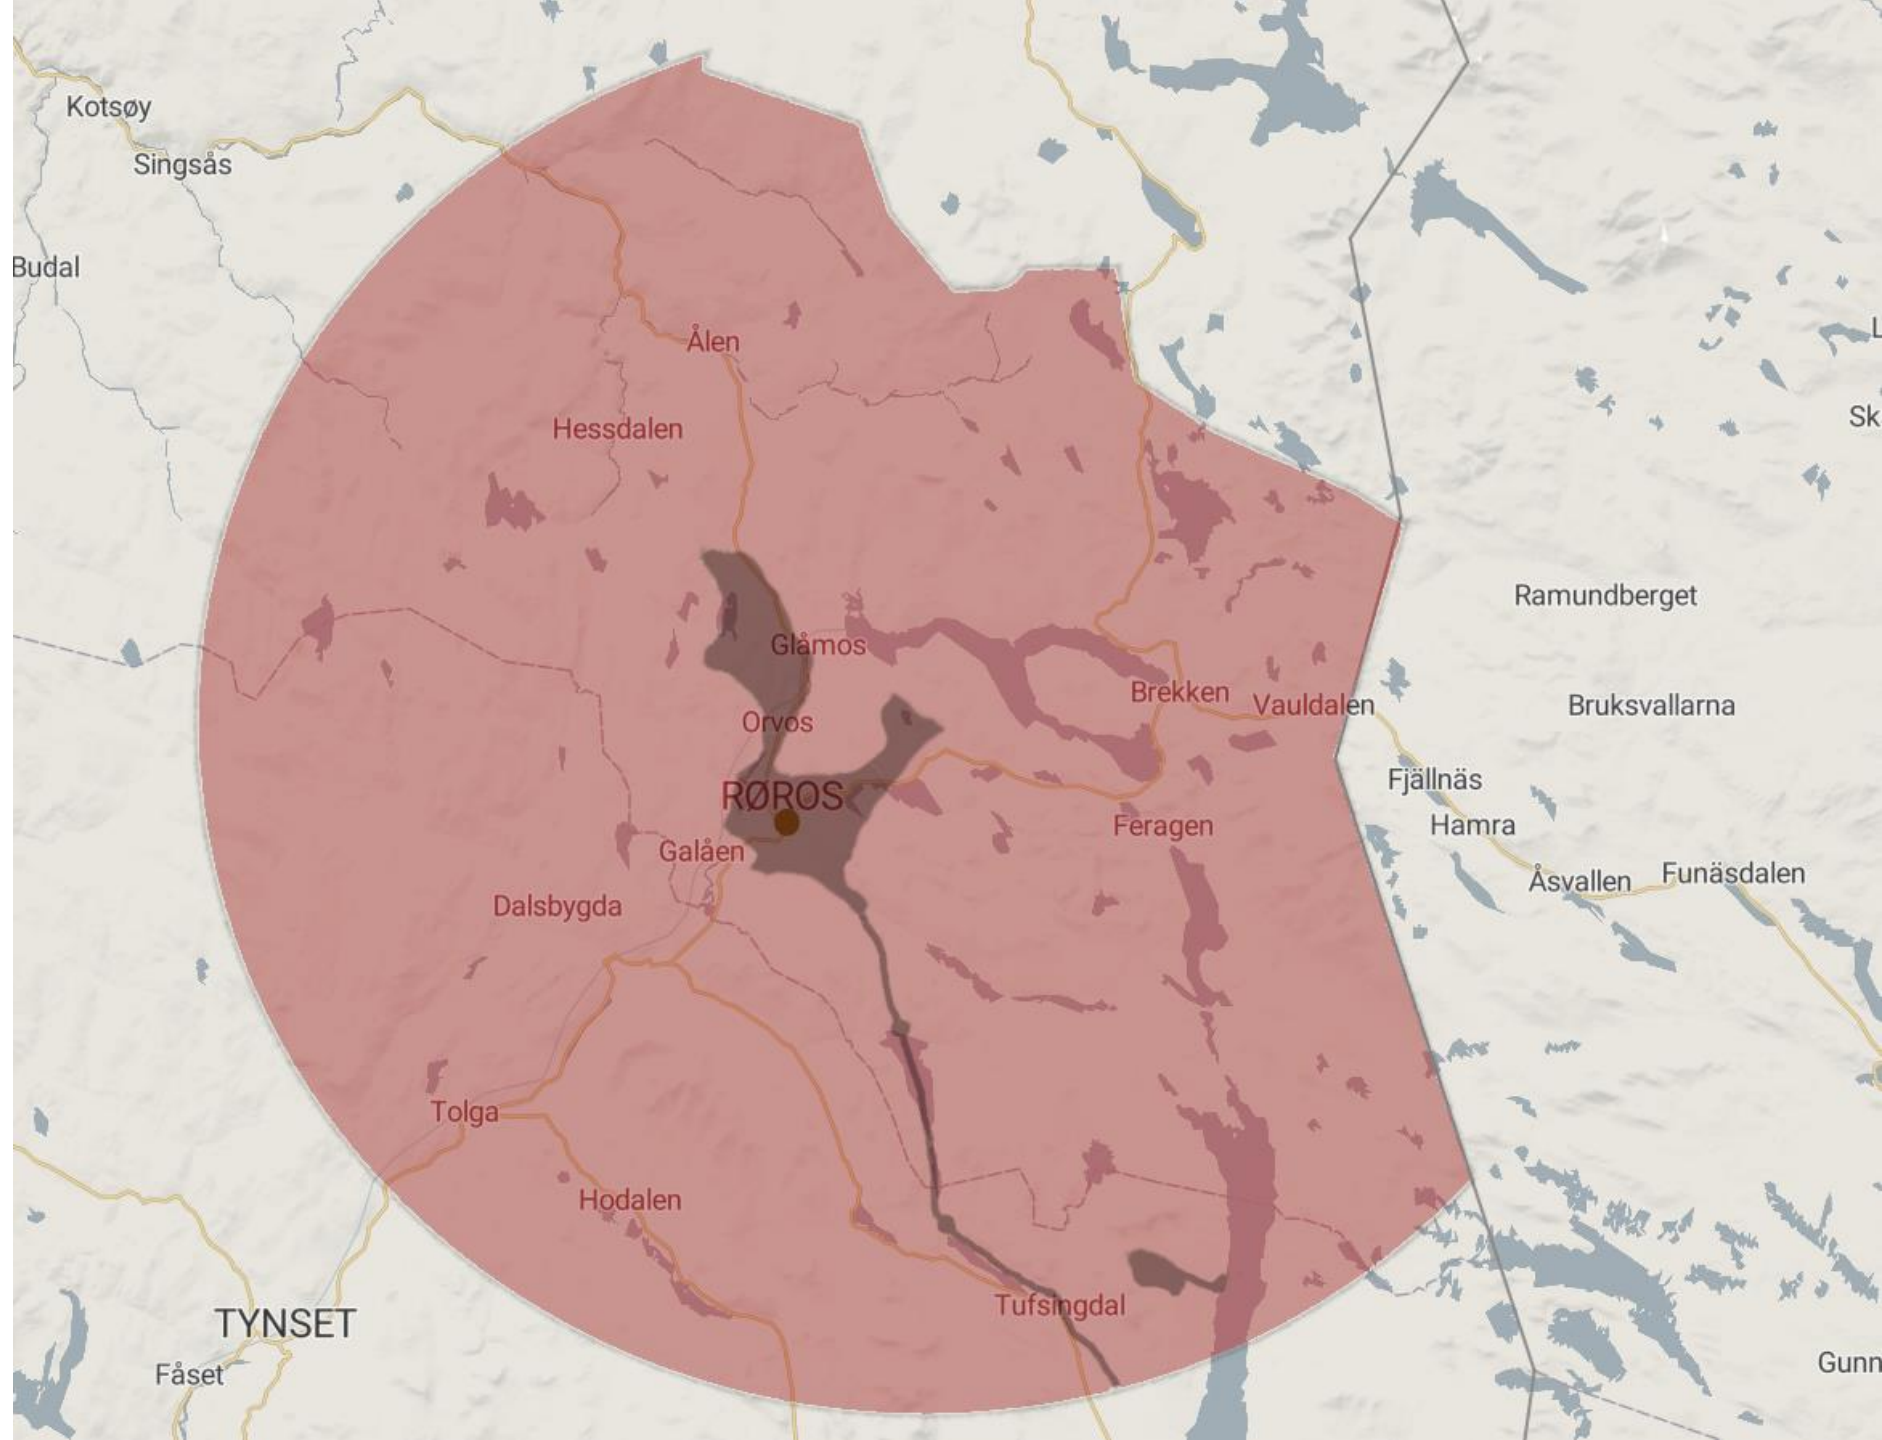 Kotsøy
Singsås
Budal
Ålen
L
Hessdalen
Sk
Ramundberget
Glåmos
Brekken
Vauldalen
Bruksvallarna
Orvos
Fjällnäs
RØROS
Feragen
Hamra
Galåen
Åsvallen
Funäsdalen
Dalsbygda
Tolga
Hodalen
Tufsingdal
TYNSET
Fåset
Gunn